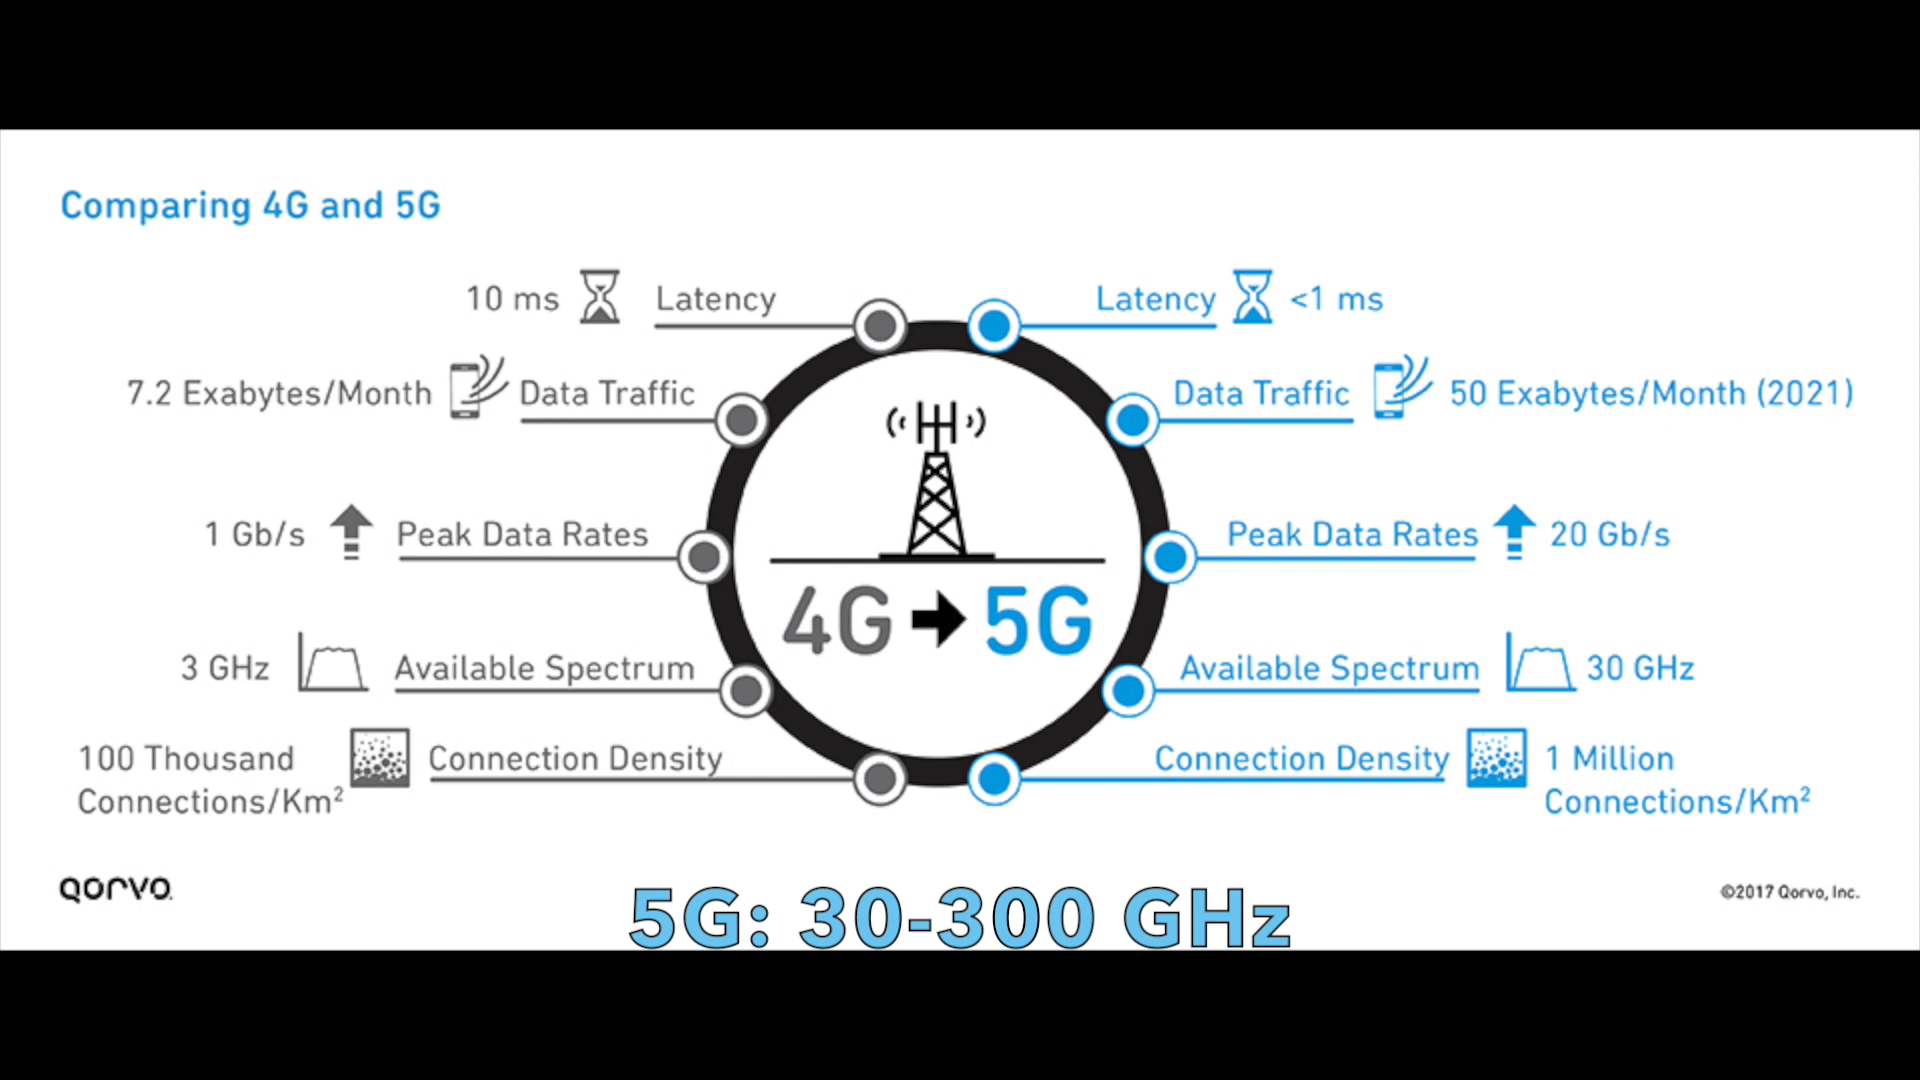 Comparing 4G and 5G
10 ms Latency
Latency <1 ms
7.2 Exabytes/Month Data Traffic
Data Traffic 50 Exabytes/Month (2021)
1 Gb/s Peak Data Rates
Peak Data Rates 20 Gb/s
4G 5G
3 GHz Available Spectrum
Available Spectrum 30 GHz
100 Thousand
Connections/Km²
Connection Density
Connection Density
1 Million
Connections/Km²
QORVO
©2017 Qorvo, Inc.
5G: 30-300 GHz